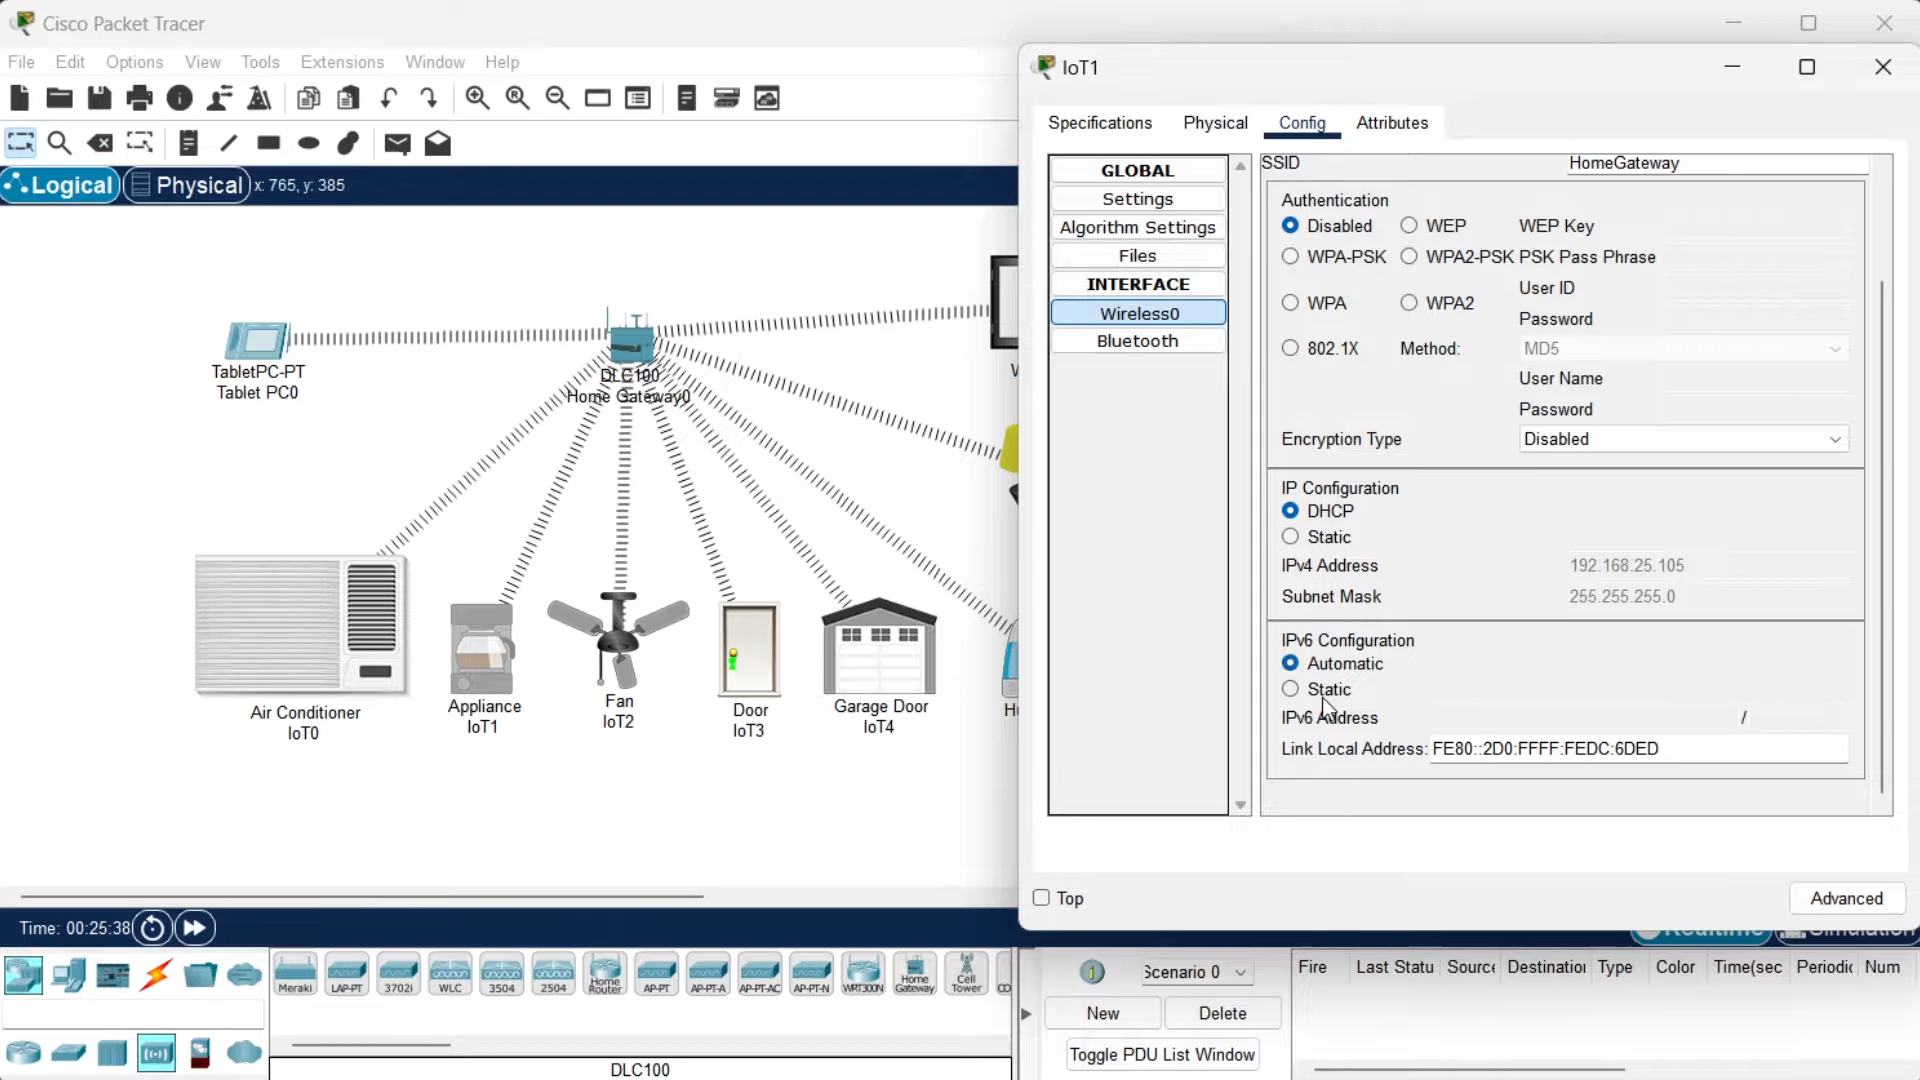 Cisco Packet Tracer
File Edit Options View Tools Extensions Window Help
Logical Physical x: 765, y: 385
TabletPC-PT
Tablet PC0
DLC100
Home Gateway0
Air Conditioner
IoT0
Appliance
IoT1
Fan
IoT2
Door
IoT3
Garage Door
IoT4
IoT1
Specifications Physical Config Attributes
GLOBAL
Settings
Algorithm Settings
Files
INTERFACE
Wireless0
Bluetooth
SSID HomeGateway
Authentication
Disabled WEP WEP Key
WPA-PSK WPA2-PSK PSK Pass Phrase
User ID
WPA WPA2
Password
802.1X Method: MD5
User Name
Password
Encryption Type Disabled
IP Configuration
DHCP
Static
IPv4 Address 192.168.25.105
Subnet Mask 255.255.255.0
IPv6 Configuration
Automatic
Static
IPv6 Address /
Link Local Address: FE80::2D0:FFFF:FEDC:6DED
Top Advanced
Time: 00:25:38
Realtime Simulation
Meraki LAP-PT 3702i WLC 3504 2504 Home Router AP-PT AP-PT-A AP-PT-AC AP-PT-N WRT300N Home Gateway Cell Tower CO
DLC100
Scenario 0
New Delete
Toggle PDU List Window
Fire Last Statu Source Destination Type Color Time(sec Periodic Num